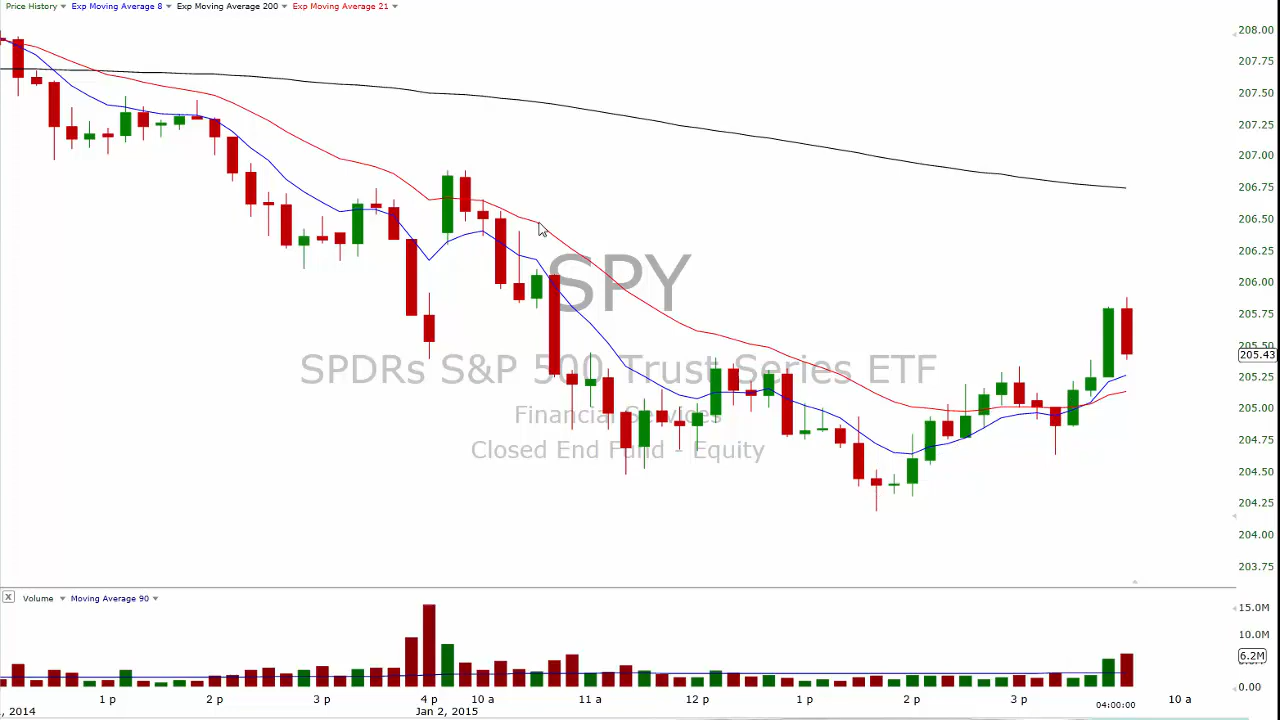 Price History Exp Moving Average 8 Exp Moving Average 200 Exp Moving Average 21
208.00
207.75
207.50
207.25
207.00
206.75
206.50
206.25
206.00
205.75
205.50
205.43
205.25
205.00
204.75
204.50
204.25
204.00
203.75
SPY
SPDRs S&P 500 Trust Series ETF
Financial Services
Closed End Fund - Equity
X Volume Moving Average 90
15.0M
10.0M
6.2M
0.00
1 p 2 p 3 p 4 p 10 a 11 a 12 p 1 p 2 p 3 p 10 a
, 2014 Jan 2, 2015 04:00:00